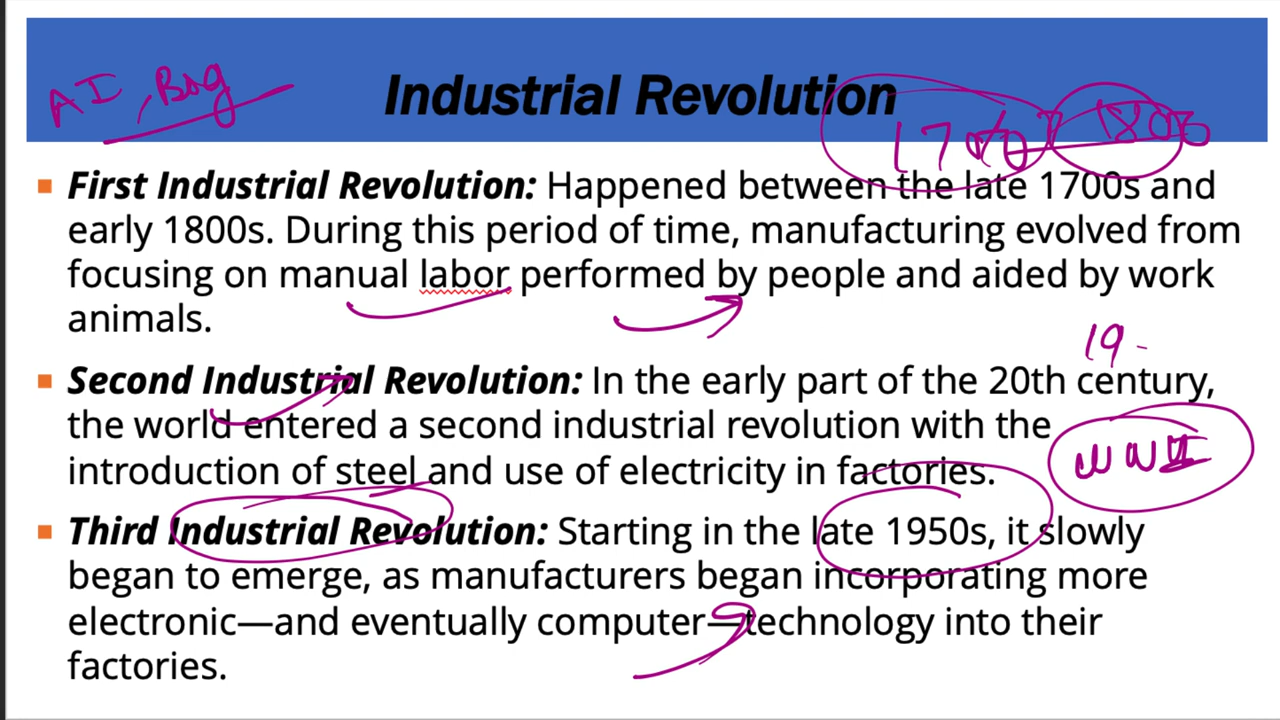 AI, Big
Industrial Revolution
1700 1800
First Industrial Revolution: Happened between the late 1700s and
early 1800s. During this period of time, manufacturing evolved from
focusing on manual labor performed by people and aided by work
animals.
19
Second Industrial Revolution: In the early part of the 20th century,
the world entered a second industrial revolution with the
introduction of steel and use of electricity in factories.
WWII
Third Industrial Revolution: Starting in the late 1950s, it slowly
began to emerge, as manufacturers began incorporating more
electronic—and eventually computer—technology into their
factories.